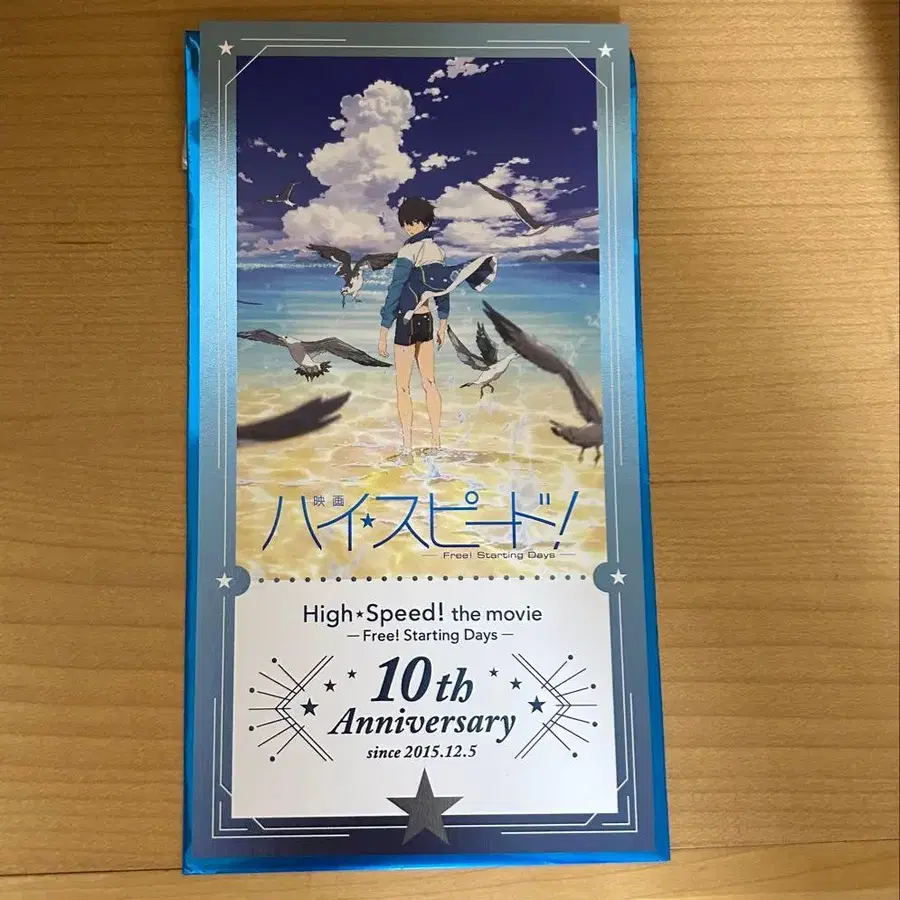 映画
ハイ★スピード!
— Free! Starting Days —
High★Speed! the movie
— Free! Starting Days —
10th
Anniversary
since 2015.12.5